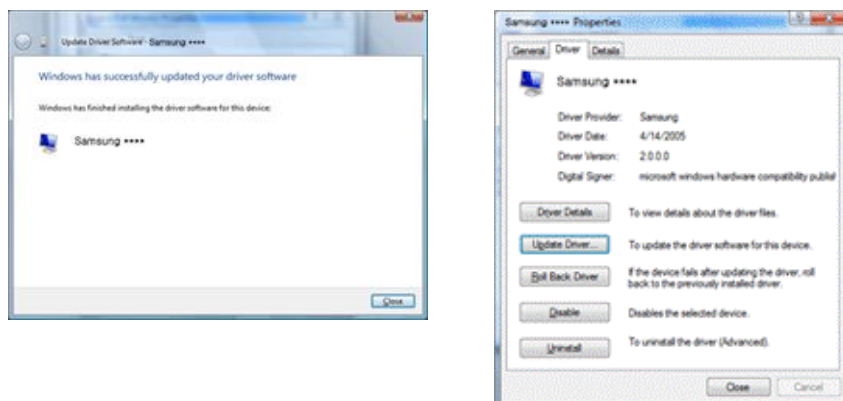 Update Driver Software - Samsung ••••
Windows has successfully updated your driver software
Windows has finished installing the driver software for this device:
Samsung ••••
Close
Samsung •••• Properties
General Driver Details
Samsung ••••
Driver Provider: Samsung
Driver Date: 4/14/2005
Driver Version: 2.0.0.0
Digital Signer: microsoft windows hardware compatibility publis
Driver Details To view details about the driver files.
Update Driver... To update the driver software for this device.
Roll Back Driver If the device fails after updating the driver, roll
back to the previously installed driver.
Disable Disables the selected device.
Uninstall To uninstall the driver (Advanced).
Close Cancel